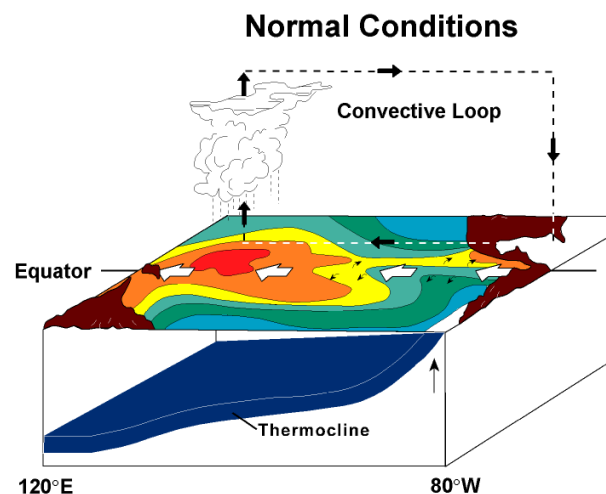 Normal Conditions
Convective Loop
Equator
Thermocline
120°E
80°W